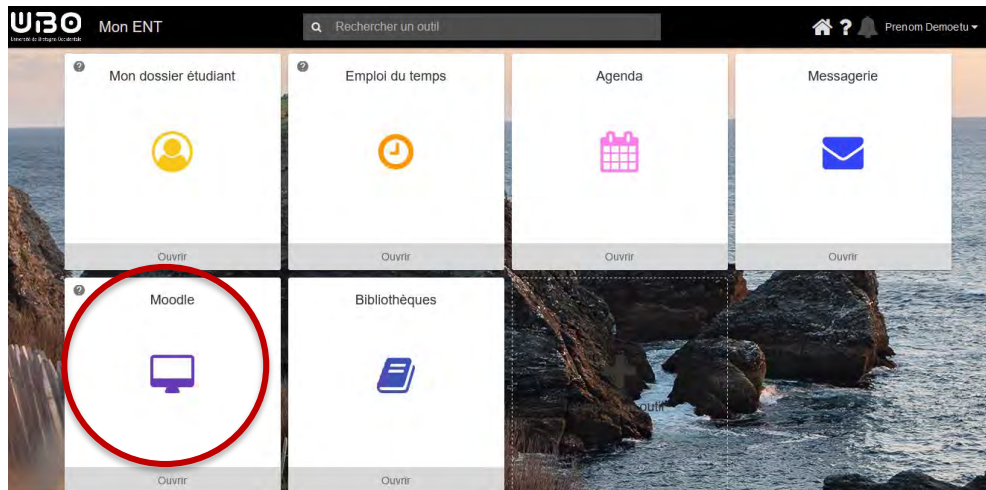 UBO Mon ENT Rechercher un outil ? Prenom Demoetu
Université de Bretagne Occidentale
? Mon dossier étudiant ? Emploi du temps Agenda Messagerie
Ouvrir Ouvrir Ouvrir Ouvrir
? Moodle Bibliothèques
outil
Ouvrir Ouvrir